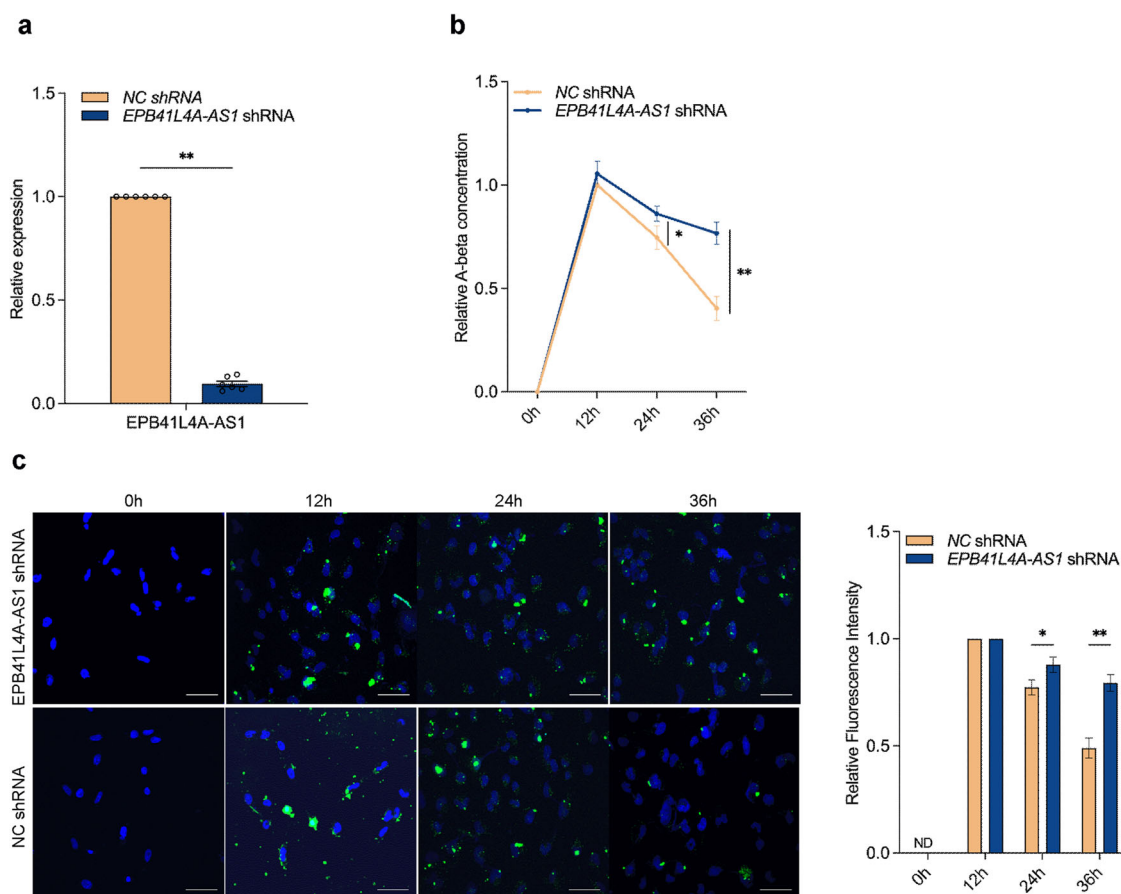 a
1.5
1.0
0.5
0.0
Relative expression
NC shRNA
EPB41L4A-AS1 shRNA
**
EPB41L4A-AS1
b
1.5
1.0
0.5
0.0
Relative A-beta concentration
NC shRNA
EPB41L4A-AS1 shRNA
*
**
0h
12h
24h
36h
c
0h
12h
24h
36h
EPB41L4A-AS1 shRNA
NC shRNA
1.5
1.0
0.5
0.0
Relative Fluorescence Intensity
NC shRNA
EPB41L4A-AS1 shRNA
*
**
ND
0h
12h
24h
36h